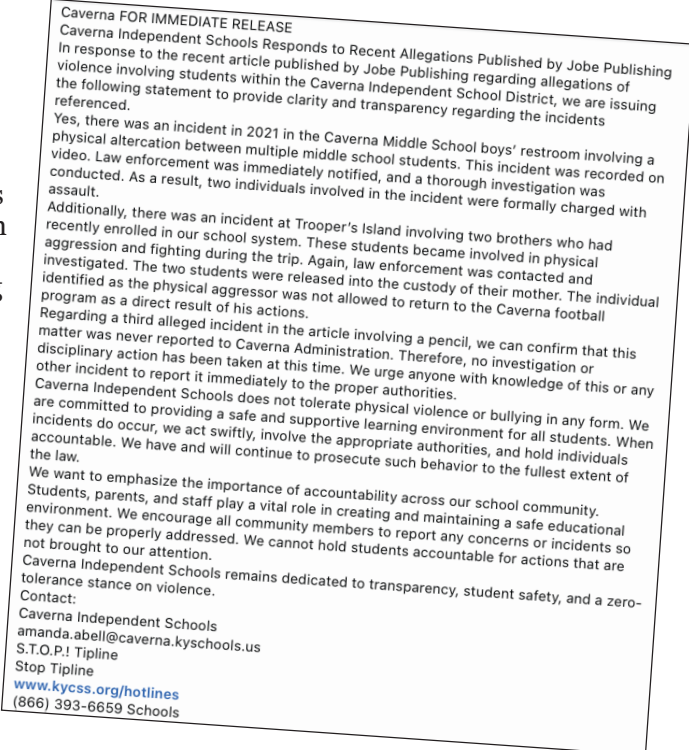 Caverna FOR IMMEDIATE RELEASE
Caverna Independent Schools Responds to Recent Allegations Published by Jobe Publishing
In response to the recent article published by Jobe Publishing regarding allegations of
violence involving students within the Caverna Independent School District, we are issuing
the following statement to provide clarity and transparency regarding the incidents
referenced.
Yes, there was an incident in 2021 in the Caverna Middle School boys' restroom involving a
physical altercation between multiple middle school students. This incident was recorded on
video. Law enforcement was immediately notified, and a thorough investigation was
conducted. As a result, two individuals involved in the incident were formally charged with
assault.
Additionally, there was an incident at Trooper's Island involving two brothers who had
recently enrolled in our school system. These students became involved in physical
aggression and fighting during the trip. Again, law enforcement was contacted and
investigated. The two students were released into the custody of their mother. The individual
identified as the physical aggressor was not allowed to return to the Caverna football
program as a direct result of his actions.
Regarding a third alleged incident in the article involving a pencil, we can confirm that this
matter was never reported to Caverna Administration. Therefore, no investigation or
disciplinary action has been taken at this time. We urge anyone with knowledge of this or any
other incident to report it immediately to the proper authorities.
Caverna Independent Schools does not tolerate physical violence or bullying in any form. We
are committed to providing a safe and supportive learning environment for all students. When
incidents do occur, we act swiftly, involve the appropriate authorities, and hold individuals
accountable. We have and will continue to prosecute such behavior to the fullest extent of
the law.
We want to emphasize the importance of accountability across our school community.
Students, parents, and staff play a vital role in creating and maintaining a safe educational
environment. We encourage all community members to report any concerns or incidents so
they can be properly addressed. We cannot hold students accountable for actions that are
not brought to our attention.
Caverna Independent Schools remains dedicated to transparency, student safety, and a zero-
tolerance stance on violence.
Contact:
Caverna Independent Schools
amanda.abell@caverna.kyschools.us
S.T.O.P.! Tipline
Stop Tipline
www.kycss.org/hotlines
(866) 393-6659 Schools